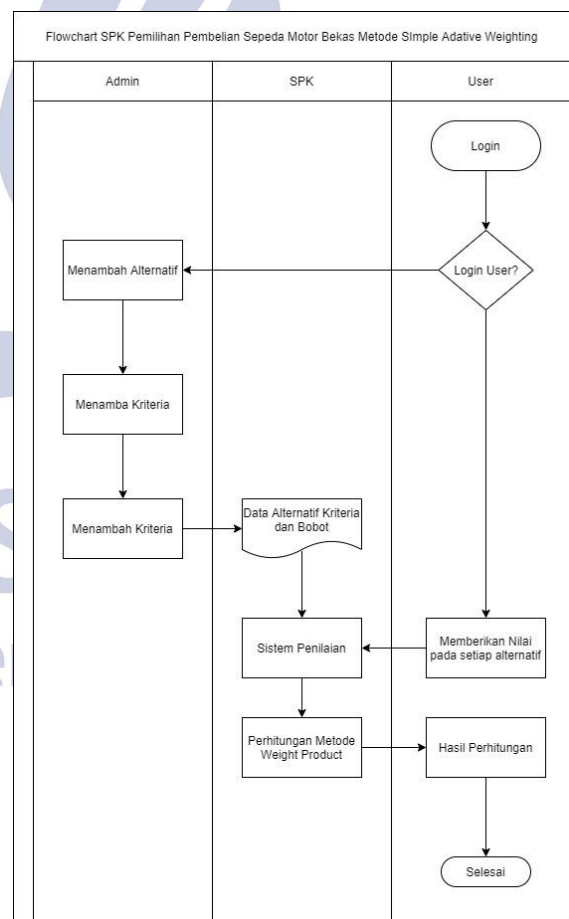 Flowchart SPK Pemilihan Pembelian Sepeda Motor Bekas Metode SImple Adative Weighting
Admin
SPK
User
Login
Menambah Alternatif
Login User?
Menamba Kriteria
Menambah Kriteria
Data Alternatif Kriteria
dan Bobot
Sistem Penilaian
Memberikan Nilai
pada setiap alternatif
Perhitungan Metode
Weight Product
Hasil Perhitungan
Selesai